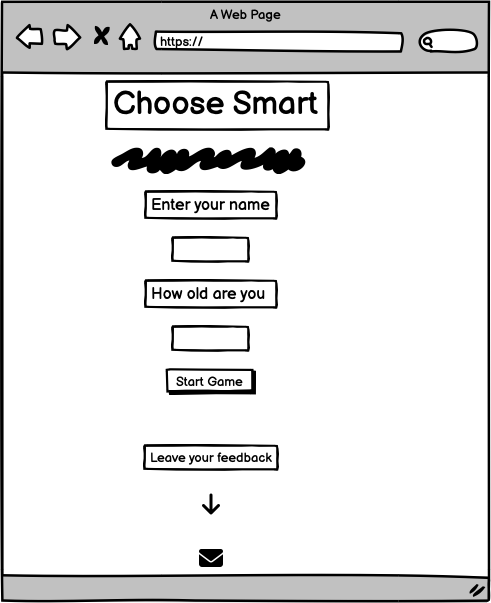 A Web Page
https://
Choose Smart
Enter your name
How old are you
Start Game
Leave your feedback